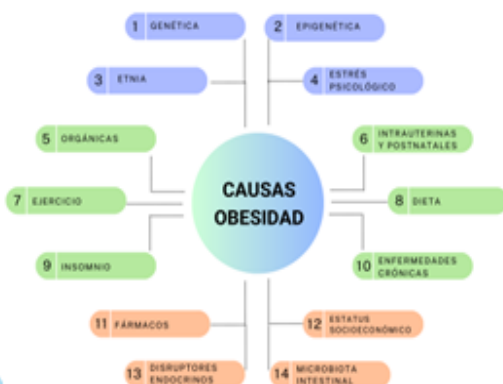 1 GENÉTICA
2 EPIGENÉTICA
3 ETNIA
4 ESTRÉS
PSICOLÓGICO
5 ORGÁNICAS
6 INTRAUTERINAS
Y POSTNATALES
7 EJERCICIO
CAUSAS
OBESIDAD
8 DIETA
9 INSOMNIO
10 ENFERMEDADES
CRÓNICAS
11 FÁRMACOS
12 ESTATUS
SOCIOECONÓMICO
13 DISRUPTORES
ENDOCRINOS
14 MICROBIOTA
INTESTINAL